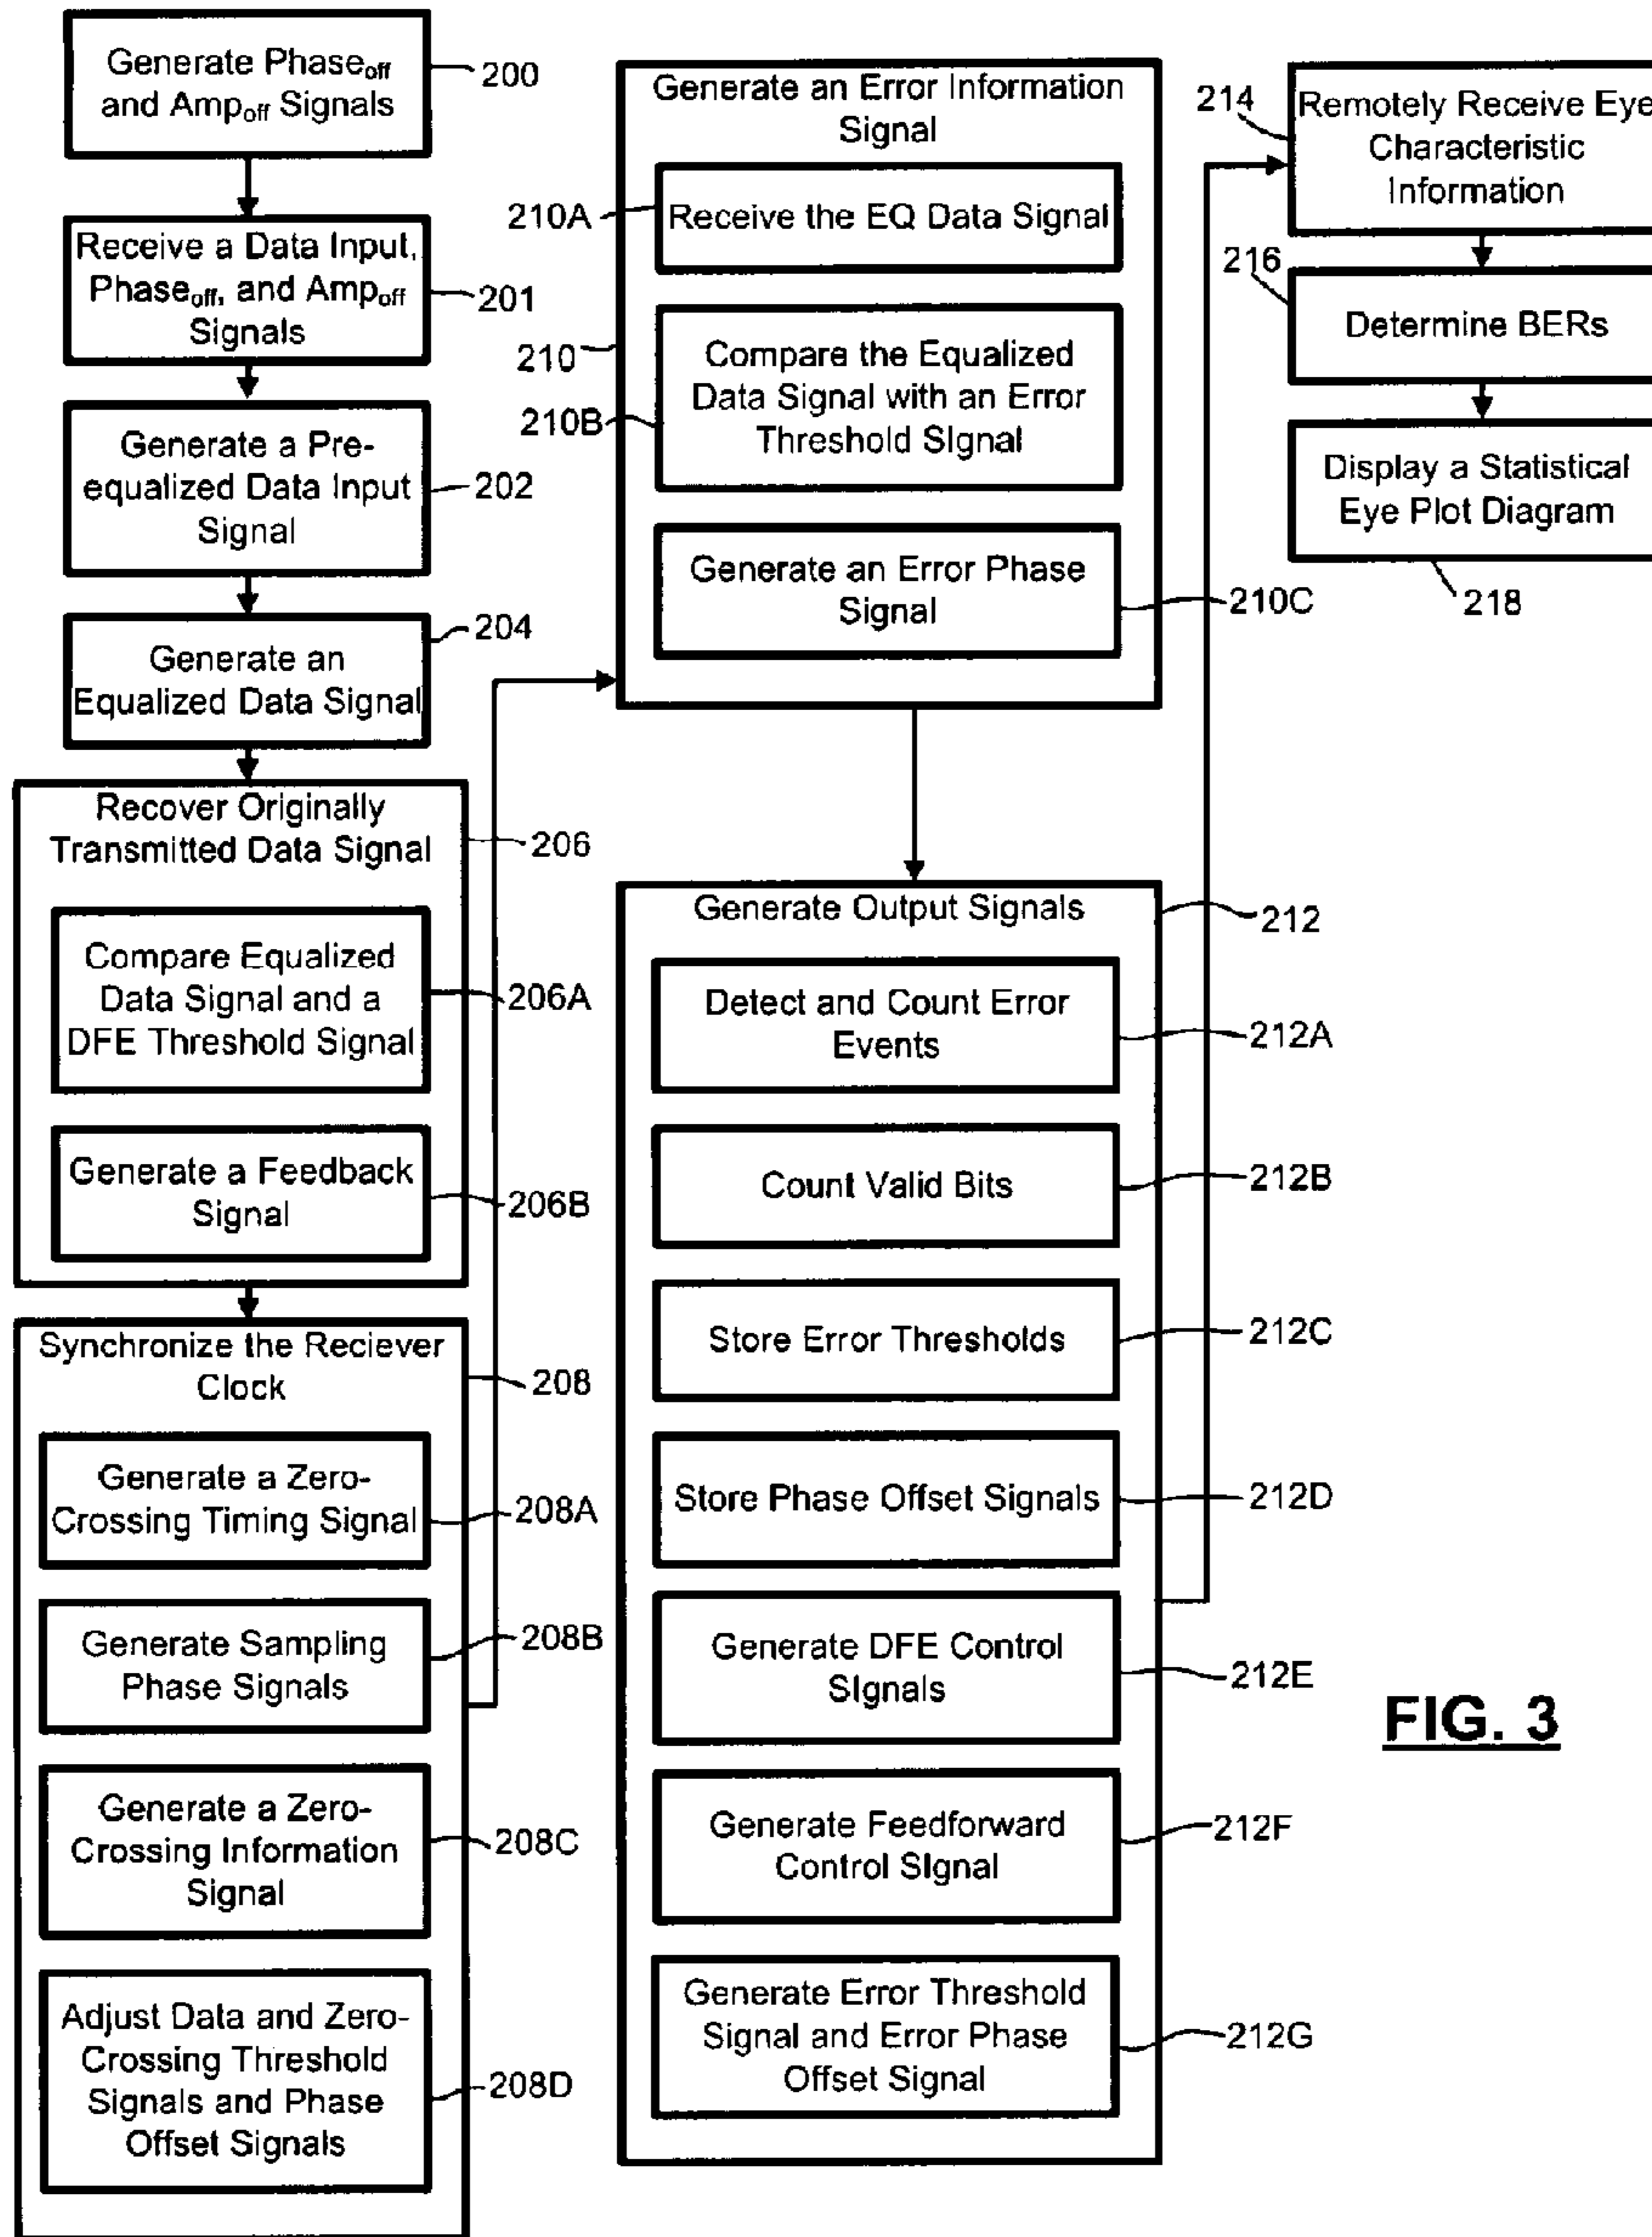 Generate Phaseoff
and Ampoff Signals
200
Receive a Data Input,
Phaseoff, and Ampoff
Signals
201
Generate a Pre-
equalized Data Input
Signal
202
Generate an
Equalized Data Signal
204
Recover Originally
Transmitted Data Signal
206
Compare Equalized
Data Signal and a
DFE Threshold Signal
206A
Generate a Feedback
Signal
206B
Synchronize the Reciever
Clock
208
Generate a Zero-
Crossing Timing Signal
208A
Generate Sampling
Phase Signals
208B
Generate a Zero-
Crossing Information
Signal
208C
Adjust Data and Zero-
Crossing Threshold
Signals and Phase
Offset Signals
208D
Generate an Error Information
Signal
210A
Receive the EQ Data Signal
210
Compare the Equalized
Data Signal with an Error
Threshold SIgnal
210B
Generate an Error Phase
Signal
210C
Generate Output Signals
212
Detect and Count Error
Events
212A
Count Valid Bits
212B
Store Error Thresholds
212C
Store Phase Offset Signals
212D
Generate DFE Control
SIgnals
212E
Generate Feedforward
Control SIgnal
212F
Generate Error Threshold
Signal and Error Phase
Offset Signal
212G
214
Remotely Receive Eye
Characteristic
Information
216
Determine BERs
Display a Statistical
Eye Plot Diagram
218
FIG. 3